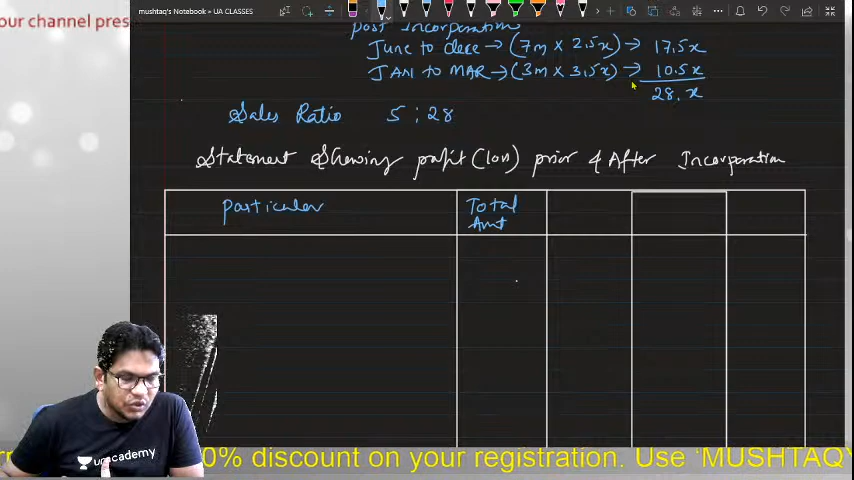 our channel pres
mushtaq's Notebook » UA CLASSES
post Incorporation
June to Dece → (7m x 2.5x) → 17.5x
JAN to MAR → (3m x 3.5x) → 10.5x
28.x
Sales Ratio 5 : 28
Statement Showing profit (loss) prior & After Incorporation
Particular
Total
Amt
unacademy
0% discount on your registration. Use 'MUSHTAQ